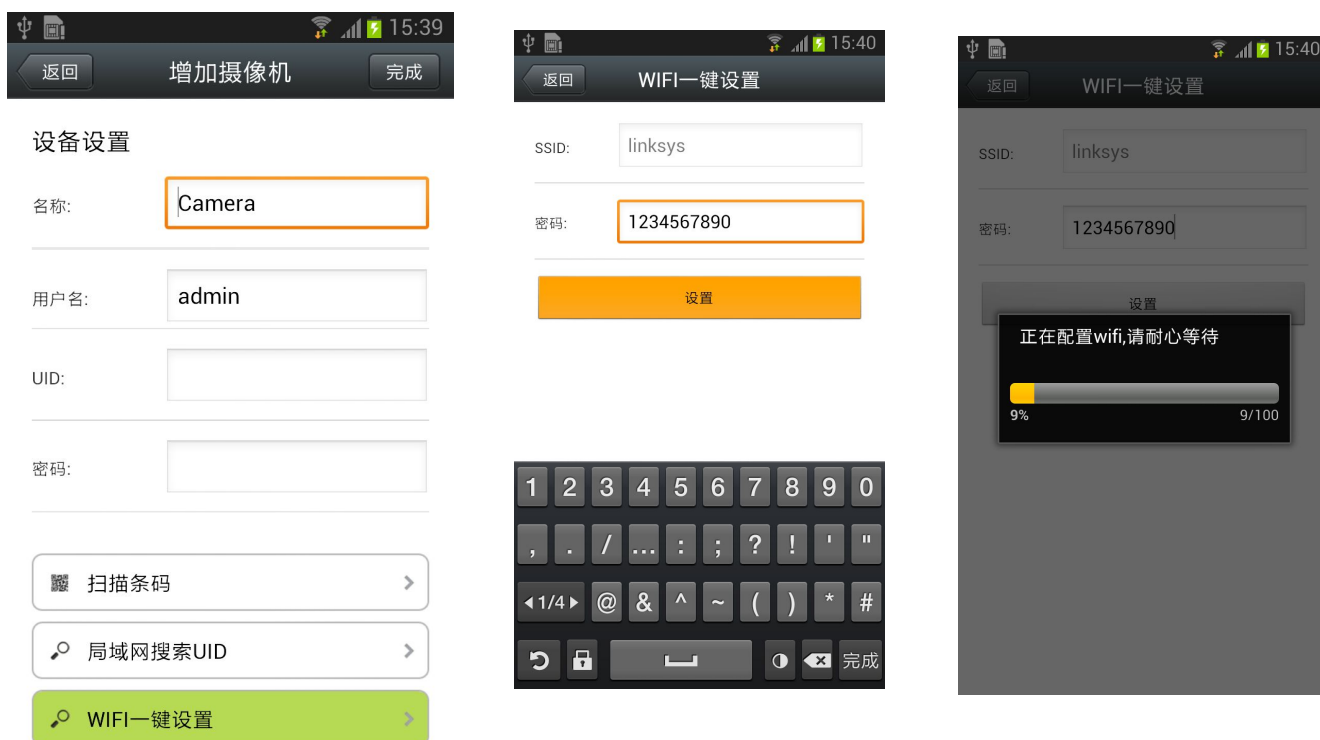 15:39
返回 增加摄像机 完成
设备设置
名称: Camera
用户名: admin
UID:
密码:
扫描条码
局域网搜索UID
WIFI一键设置
15:40
返回 WIFI一键设置
SSID: linksys
密码: 1234567890
设置
1 2 3 4 5 6 7 8 9 0
, . / ... : ; ? ! ' "
1/4 @ & ^ ~ ( ) * #
完成
15:40
返回 WIFI一键设置
SSID: linksys
密码: 1234567890
设置
正在配置wifi,请耐心等待
9% 9/100